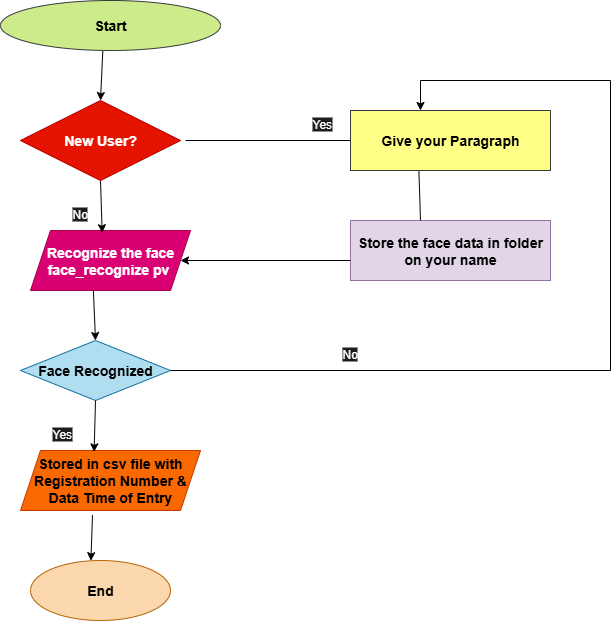 Start
New User?
Yes
Give your Paragraph
No
Recognize the face
face_recognize pv
Store the face data in folder
on your name
Face Recognized
No
Yes
Stored in csv file with
Registration Number &
Data Time of Entry
End